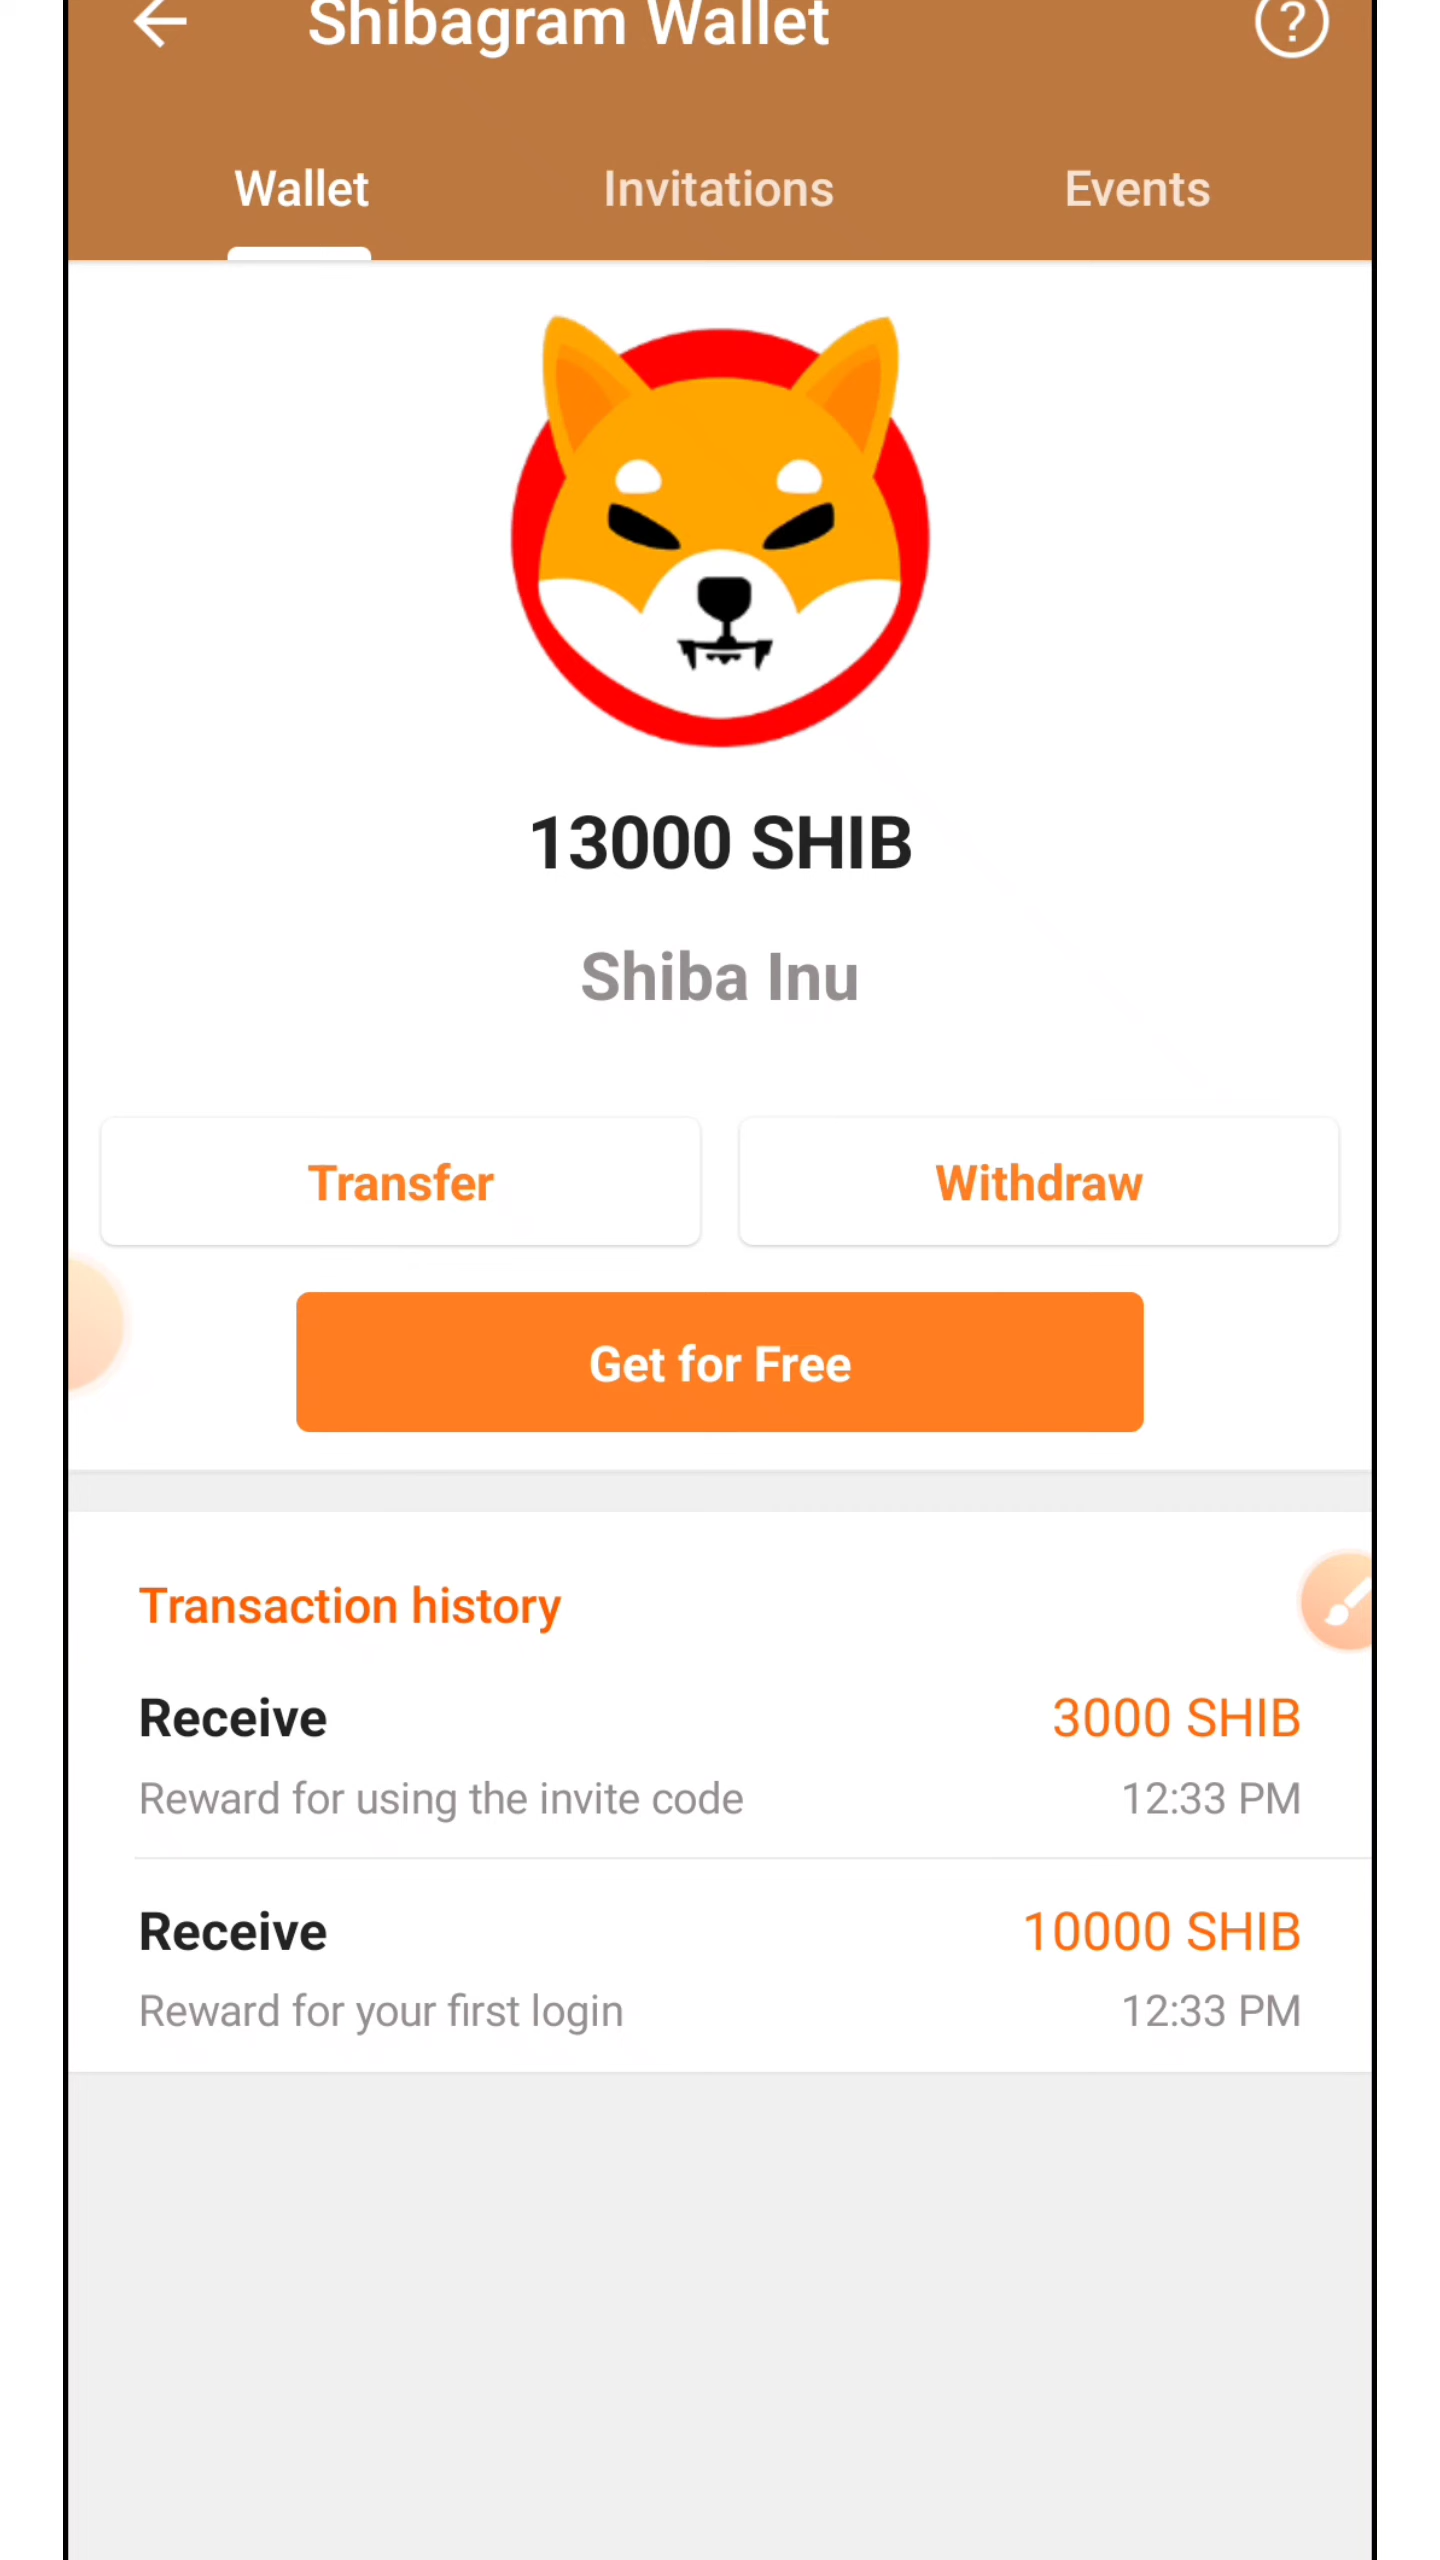 Shibagram Wallet
?
Wallet Invitations Events
13000 SHIB
Shiba Inu
Transfer Withdraw
Get for Free
Transaction history
Receive 3000 SHIB
Reward for using the invite code 12:33 PM
Receive 10000 SHIB
Reward for your first login 12:33 PM